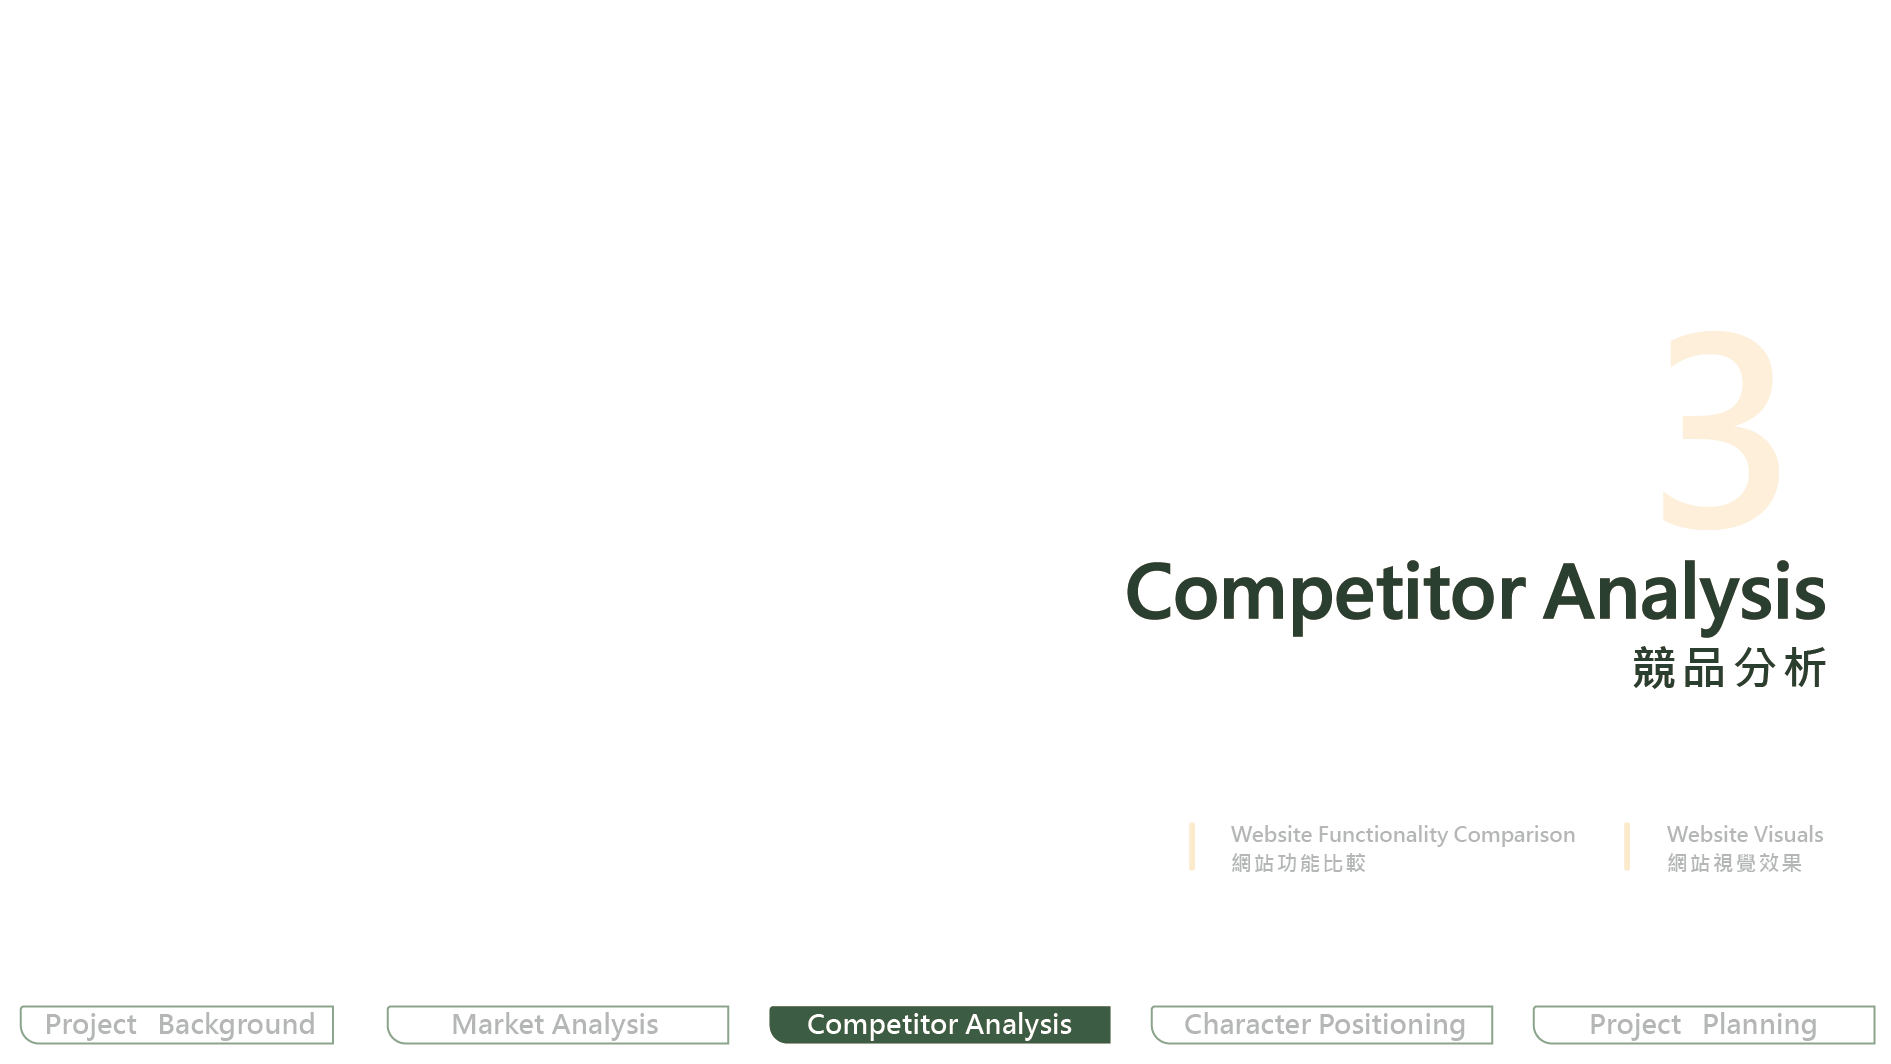 3
Competitor Analysis
競品分析
Website Functionality Comparison
網站功能比較
Website Visuals
網站視覺效果
Project Background
Market Analysis
Competitor Analysis
Character Positioning
Project Planning